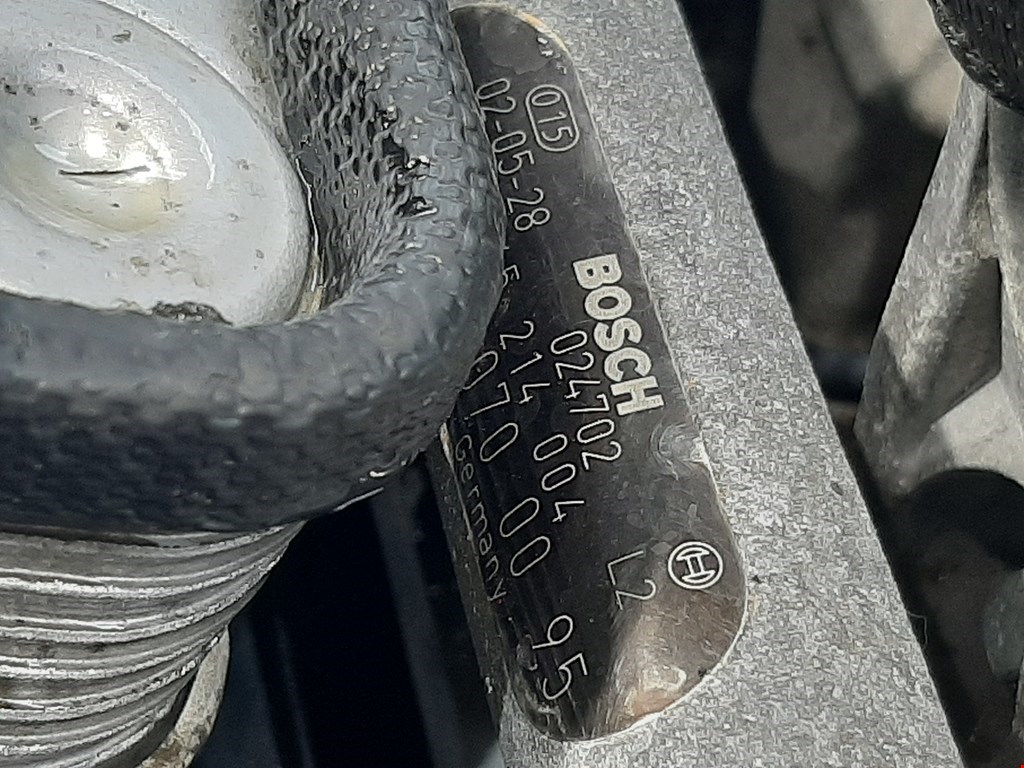 015 BOSCH
02-05-28 024702 L2
214 004
070 00 95
Germany